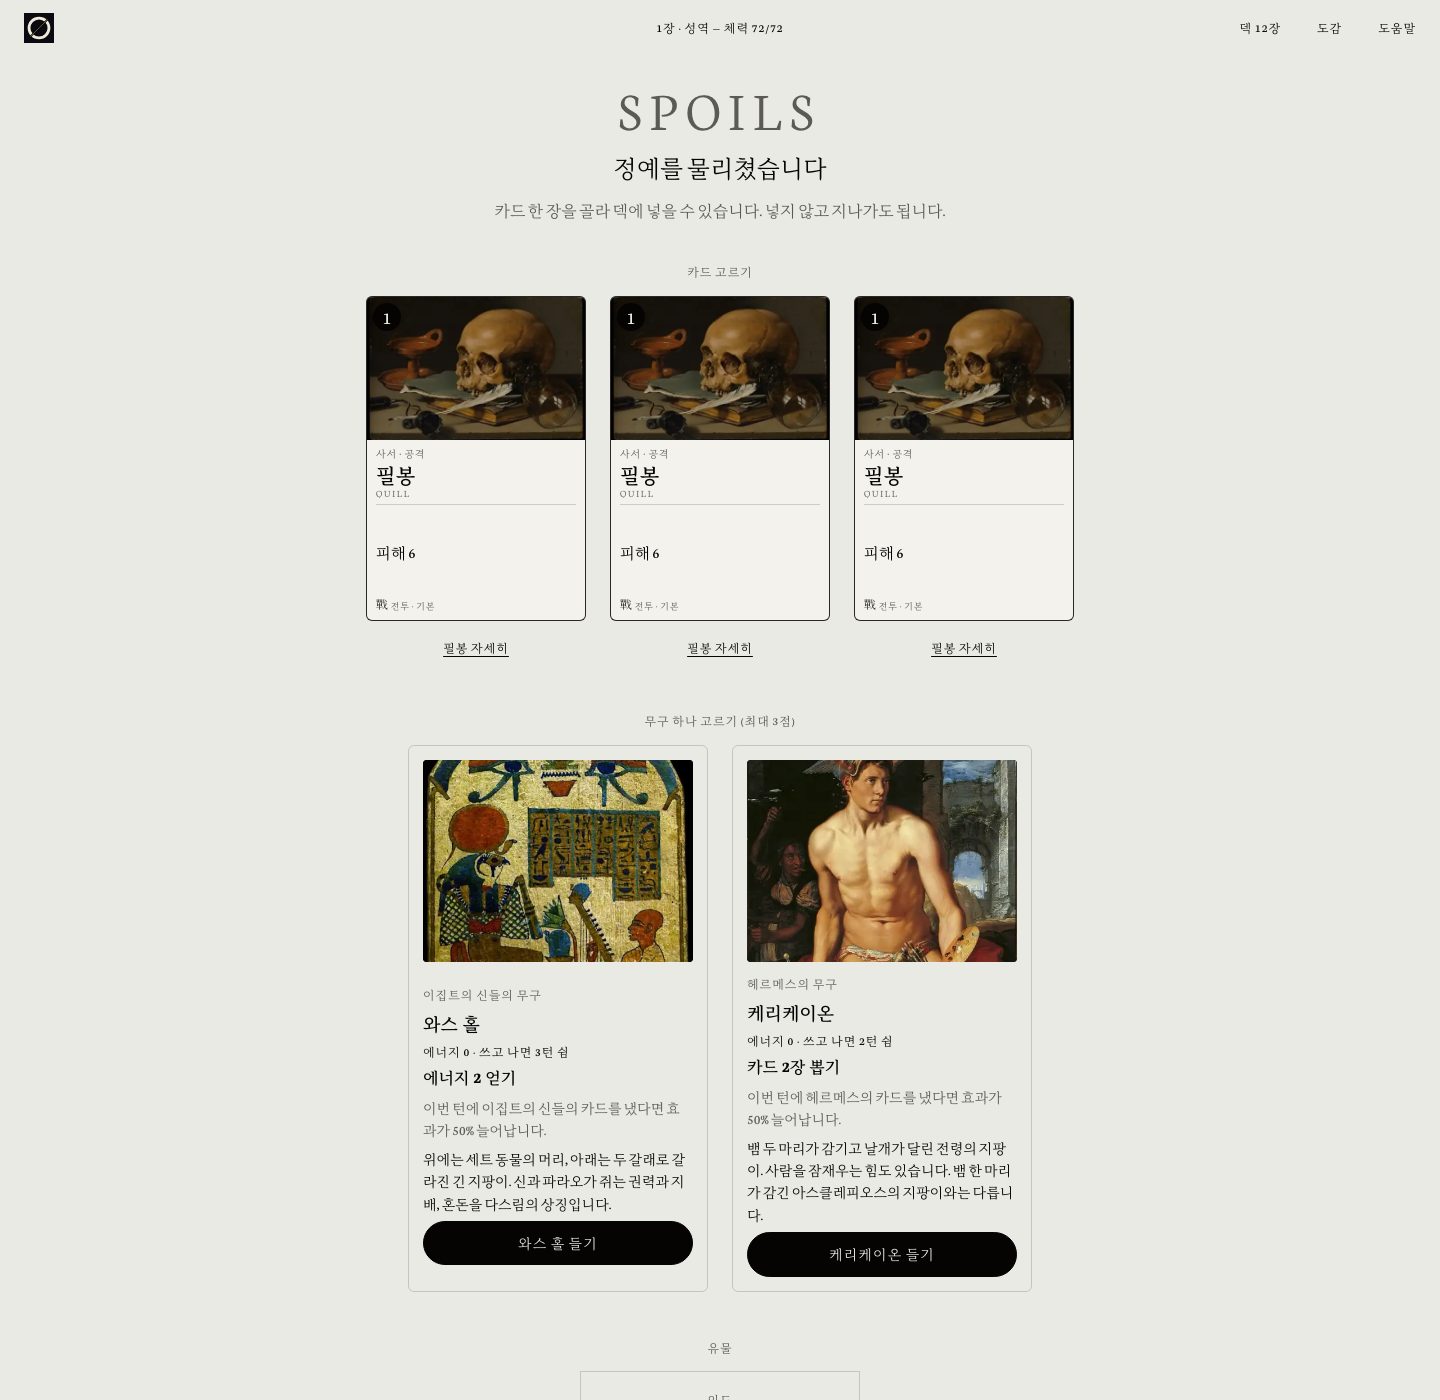 1장 · 성역 — 체력 72/72
덱 12장
도감
도움말
SPOILS
정예를 물리쳤습니다
카드 한 장을 골라 덱에 넣을 수 있습니다. 넣지 않고 지나가도 됩니다.
카드 고르기
1
사서 · 공격
필봉
QUILL
피해 6
戰 전투 · 기본
필봉 자세히
1
사서 · 공격
필봉
QUILL
피해 6
戰 전투 · 기본
필봉 자세히
1
사서 · 공격
필봉
QUILL
피해 6
戰 전투 · 기본
필봉 자세히
무구 하나 고르기 (최대 3점)
이집트의 신들의 무구
와스 홀
에너지 0 · 쓰고 나면 3턴 쉼
에너지 2 얻기
이번 턴에 이집트의 신들의 카드를 냈다면 효
과가 50% 늘어납니다.
위에는 세트 동물의 머리, 아래는 두 갈래로 갈
라진 긴 지팡이. 신과 파라오가 쥐는 권력과 지
배, 혼돈을 다스림의 상징입니다.
와스 홀 들기
헤르메스의 무구
케리케이온
에너지 0 · 쓰고 나면 2턴 쉼
카드 2장 뽑기
이번 턴에 헤르메스의 카드를 냈다면 효과가
50% 늘어납니다.
뱀 두 마리가 감기고 날개가 달린 전령의 지팡
이. 사람을 잠재우는 힘도 있습니다. 뱀 한 마리
가 감긴 아스클레피오스의 지팡이와는 다릅니
다.
케리케이온 들기
유물